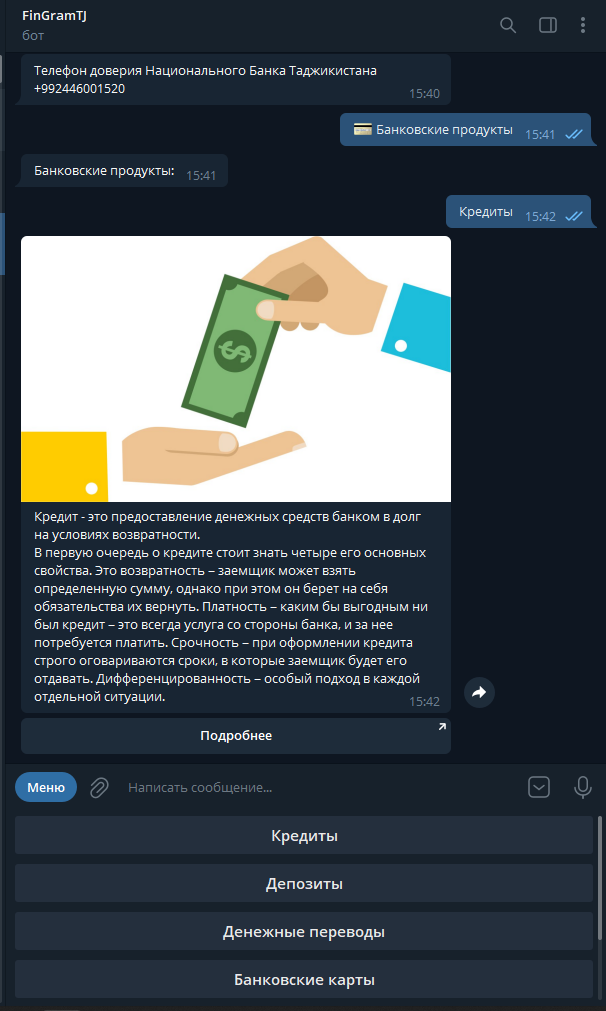 FinGramTJ
бот
Телефон доверия Национального Банка Таджикистана
+992446001520
15:40
💳 Банковские продукты 15:41
Банковские продукты: 15:41
Кредиты 15:42
Кредит - это предоставление денежных средств банком в долг
на условиях возвратности.
В первую очередь о кредите стоит знать четыре его основных
свойства. Это возвратность – заемщик может взять
определенную сумму, однако при этом он берет на себя
обязательства их вернуть. Платность – каким бы выгодным ни
был кредит – это всегда услуга со стороны банка, и за нее
потребуется платить. Срочность – при оформлении кредита
строго оговариваются сроки, в которые заемщик будет его
отдавать. Дифференцированность – особый подход в каждой
отдельной ситуации.
15:42
Подробнее
Меню
Написать сообщение...
Кредиты
Депозиты
Денежные переводы
Банковские карты